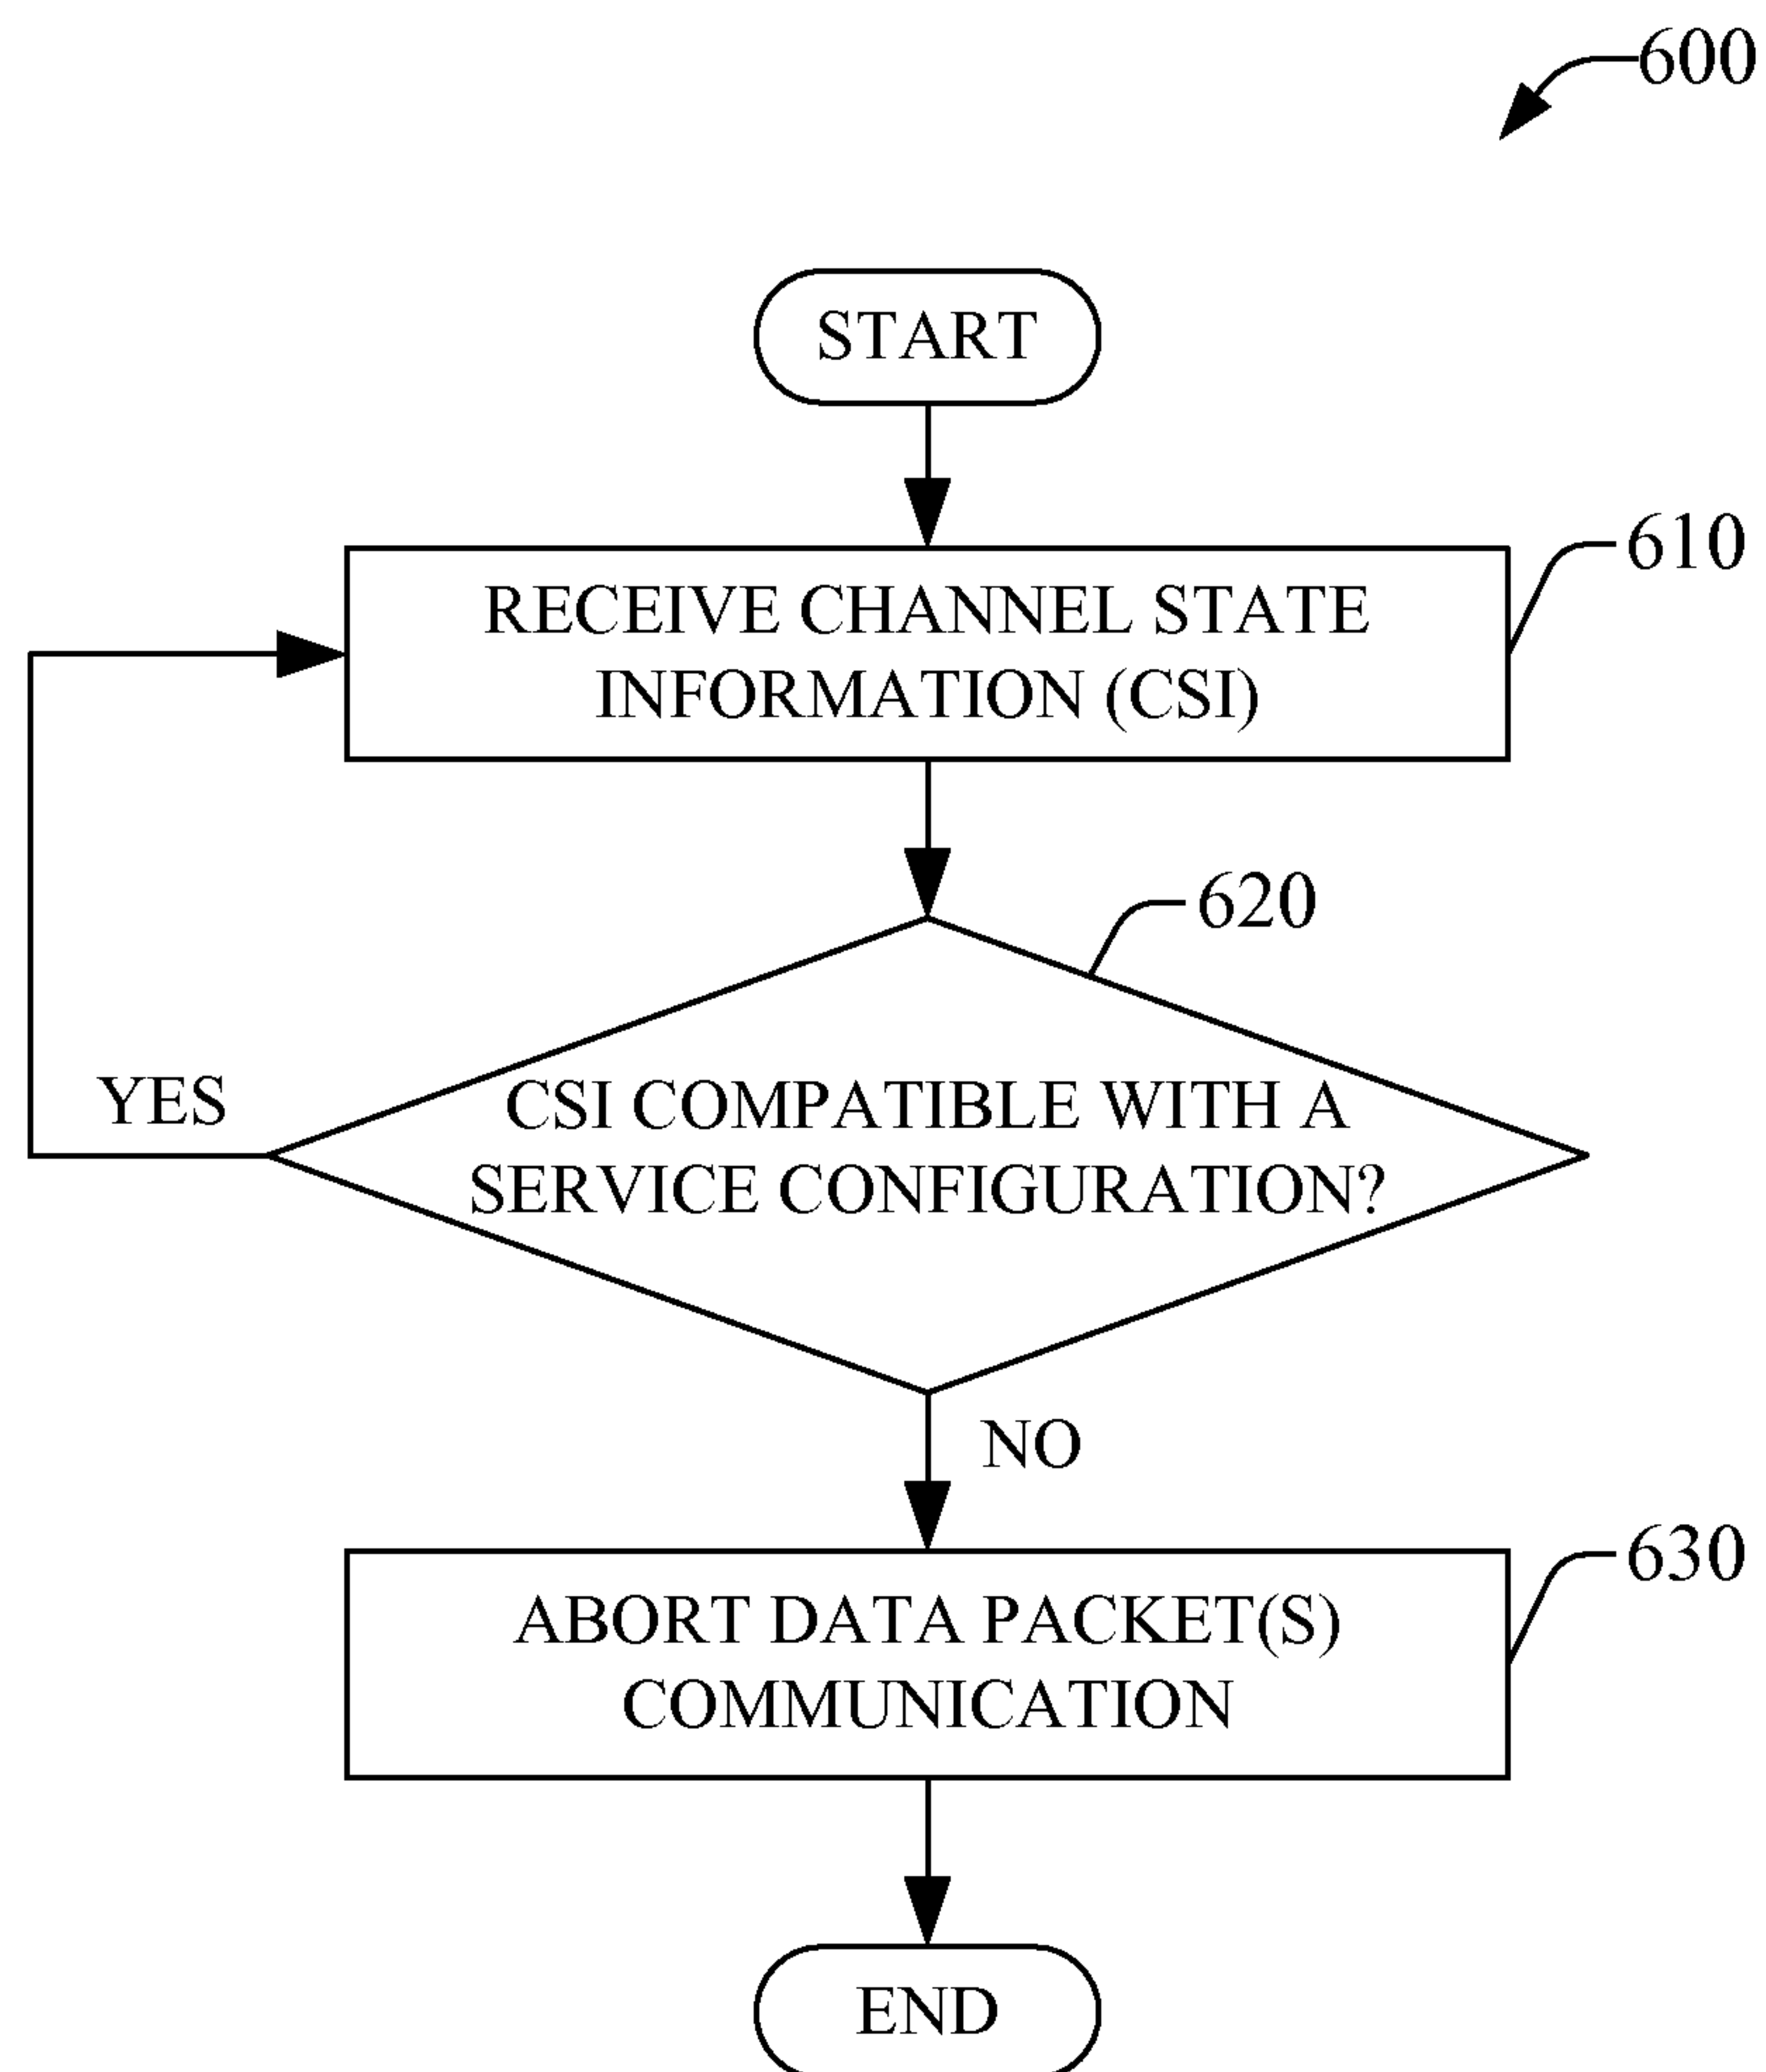 600
START
610
RECEIVE CHANNEL STATE
INFORMATION (CSI)
620
CSI COMPATIBLE WITH A
SERVICE CONFIGURATION?
YES
NO
630
ABORT DATA PACKET(S)
COMMUNICATION
END